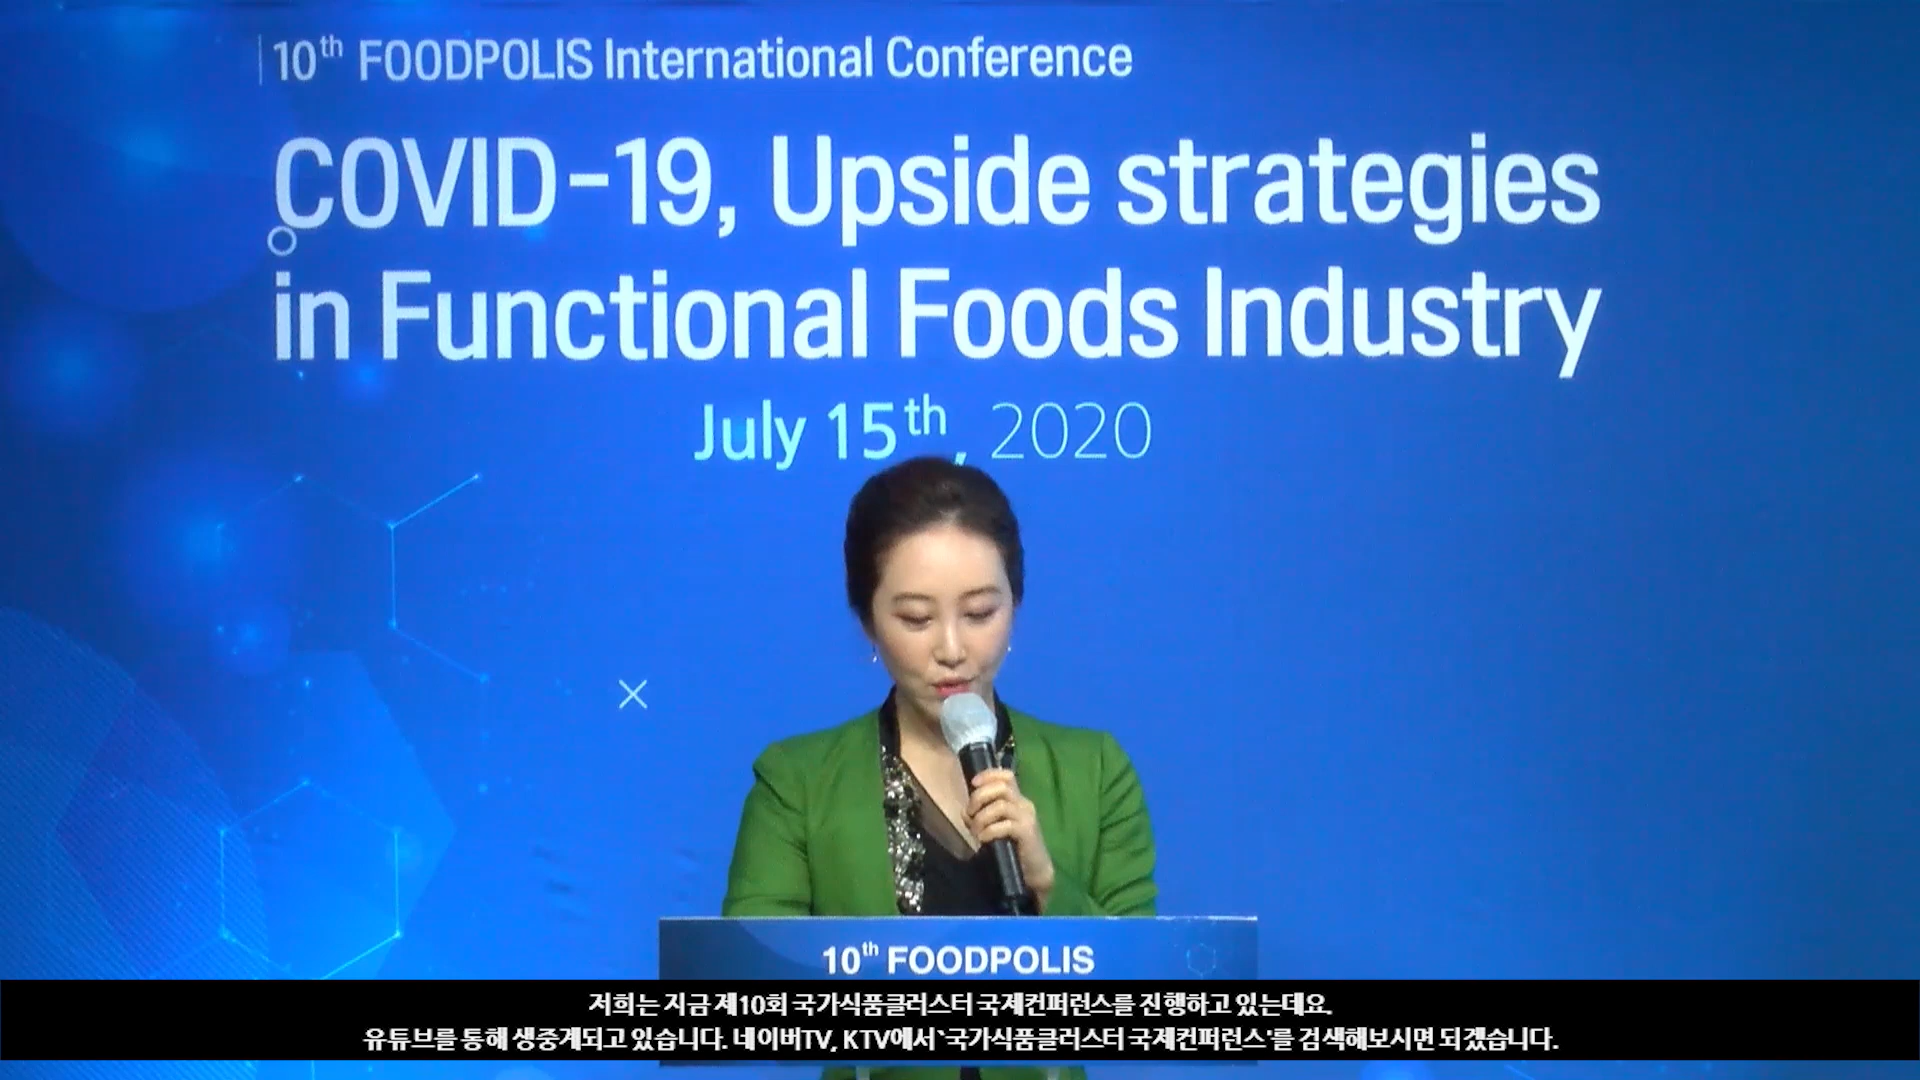 10th FOODPOLIS International Conference
COVID-19, Upside strategies
in Functional Foods Industry
July 15th, 2020
10th FOODPOLIS
저희는 지금 제10회 국가식품클러스터 국제컨퍼런스를 진행하고 있는데요.
유튜브를 통해 생중계되고 있습니다. 네이버TV, KTV에서 `국가식품클러스터 국제컨퍼런스'를 검색해보시면 되겠습니다.